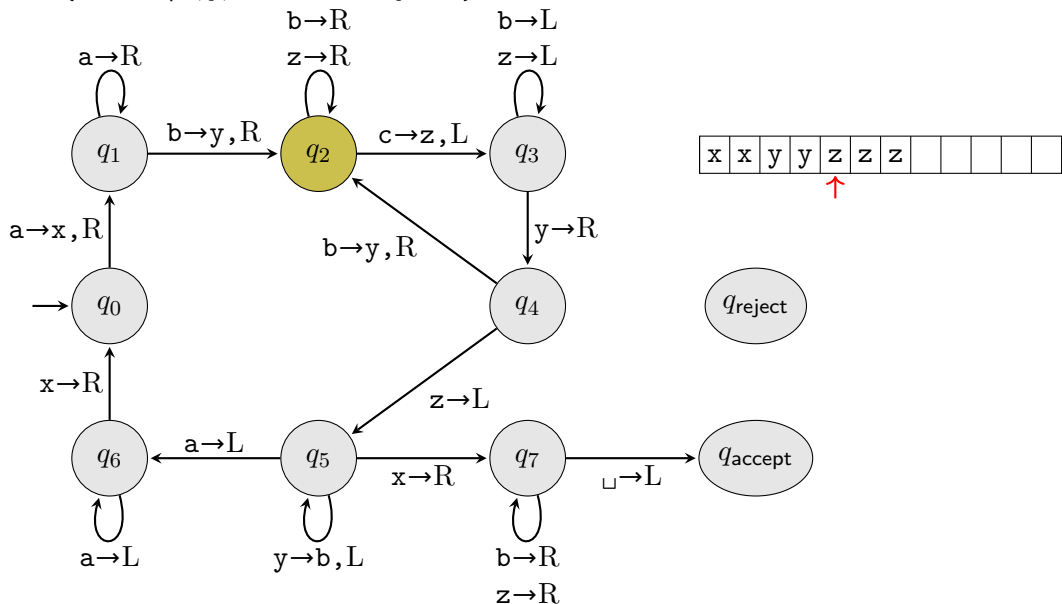 b→R
b→L
a→R
z→R
z→L
q1
b→y,R
q2
c→z,L
q3
x x y y z z z
a→x,R
b→y,R
y→R
q0
q4
qreject
x→R
z→L
q6
a→L
q5
x→R
q7
␣→L
qaccept
a→L
y→b,L
b→R
z→R